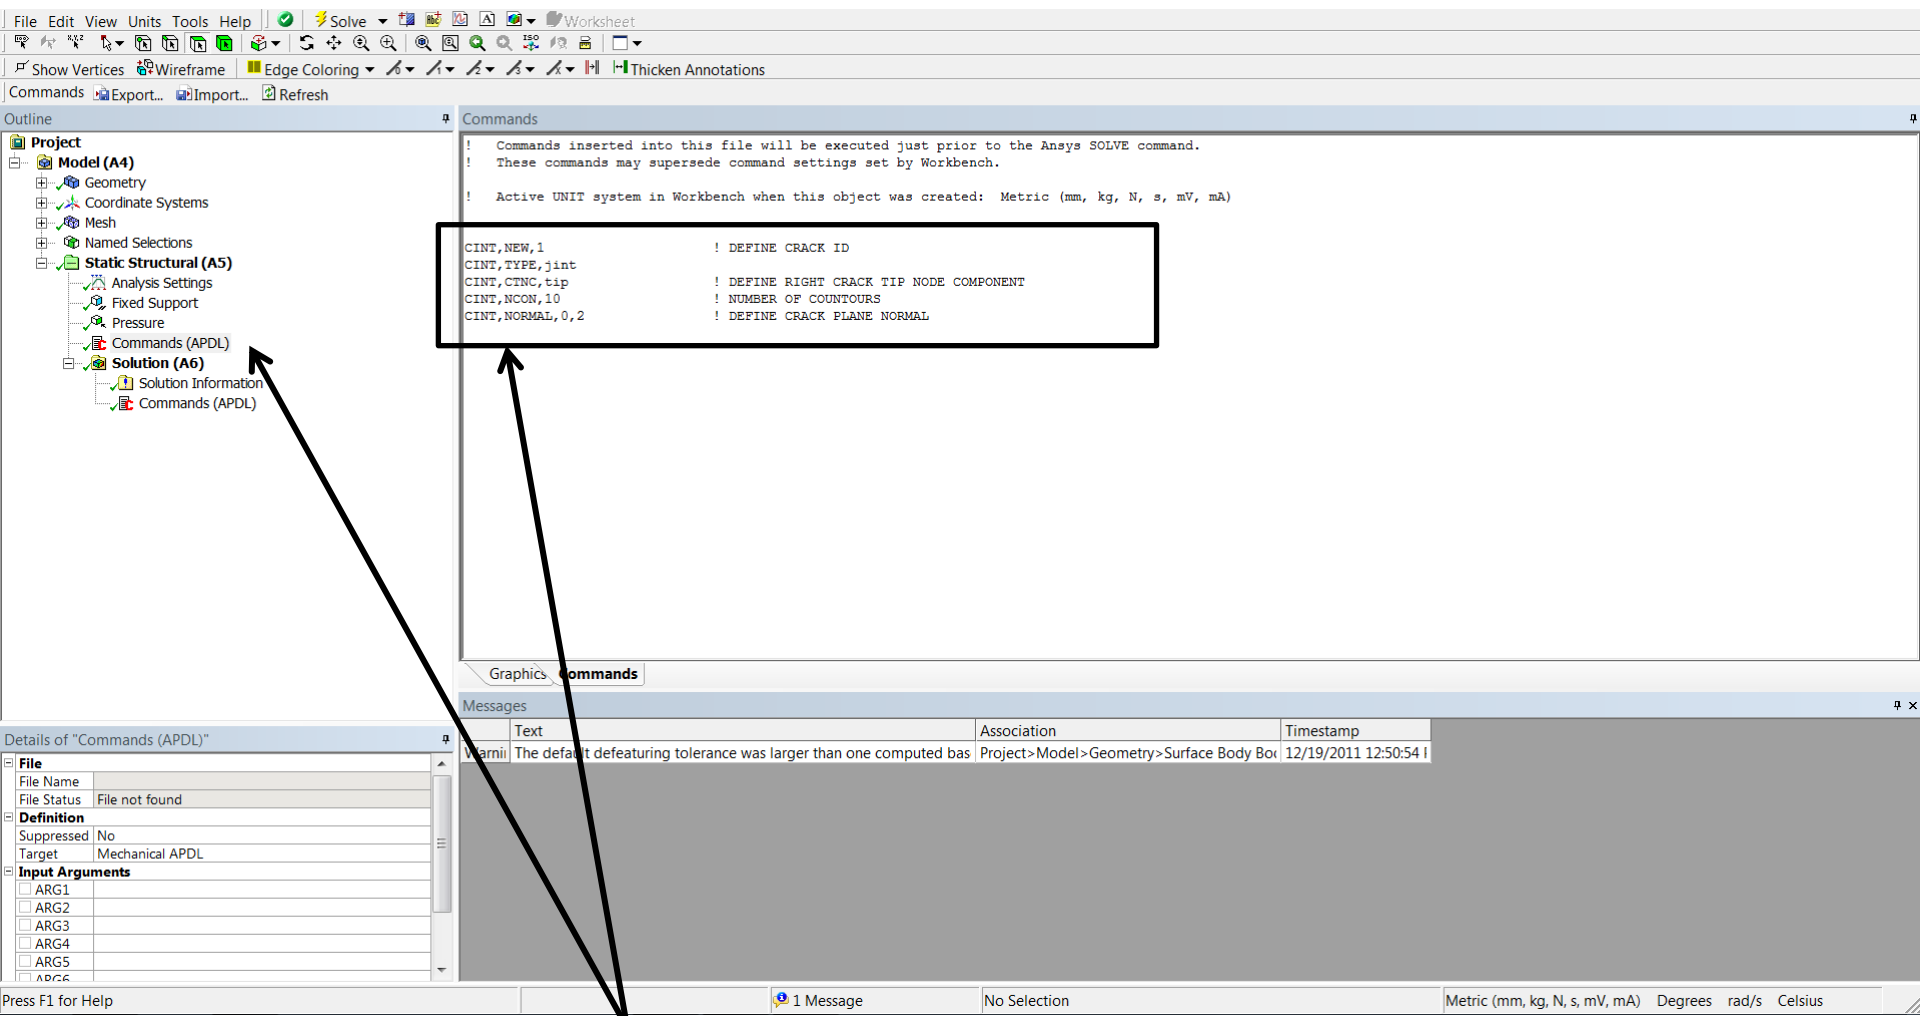 File Edit View Units Tools Help Solve Worksheet
Show Vertices Wireframe Edge Coloring Thicken Annotations
Commands Export... Import... Refresh
Outline
Project
Model (A4)
Geometry
Coordinate Systems
Mesh
Named Selections
Static Structural (A5)
Analysis Settings
Fixed Support
Pressure
Commands (APDL)
Solution (A6)
Solution Information
Commands (APDL)
Commands
! Commands inserted into this file will be executed just prior to the Ansys SOLVE command.
! These commands may supersede command settings set by Workbench.
! Active UNIT system in Workbench when this object was created: Metric (mm, kg, N, s, mV, mA)
CINT,NEW,1 ! DEFINE CRACK ID
CINT,TYPE,jint
CINT,CTNC,tip ! DEFINE RIGHT CRACK TIP NODE COMPONENT
CINT,NCON,10 ! NUMBER OF COUNTOURS
CINT,NORMAL,0,2 ! DEFINE CRACK PLANE NORMAL
Graphics Commands
Details of "Commands (APDL)"
File
File Name
File Status File not found
Definition
Suppressed No
Target Mechanical APDL
Input Arguments
ARG1
ARG2
ARG3
ARG4
ARG5
ARG6
Messages
Text Association Timestamp
Warnin The default defeaturing tolerance was larger than one computed bas Project>Model>Geometry>Surface Body Bo 12/19/2011 12:50:54
Press F1 for Help 1 Message No Selection Metric (mm, kg, N, s, mV, mA) Degrees rad/s Celsius